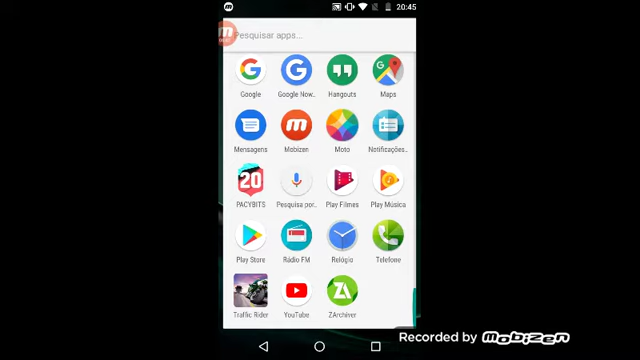 20:45
Pesquisar apps...
Google
Google Now..
Hangouts
Maps
Mensagens
Mobizen
Moto
Notificações..
20
PACYBITS
Pesquisa por..
Play Filmes
Play Música
Play Store
Rádio FM
Relógio
Telefone
Traffic Rider
YouTube
ZArchiver
Recorded by Mobizen